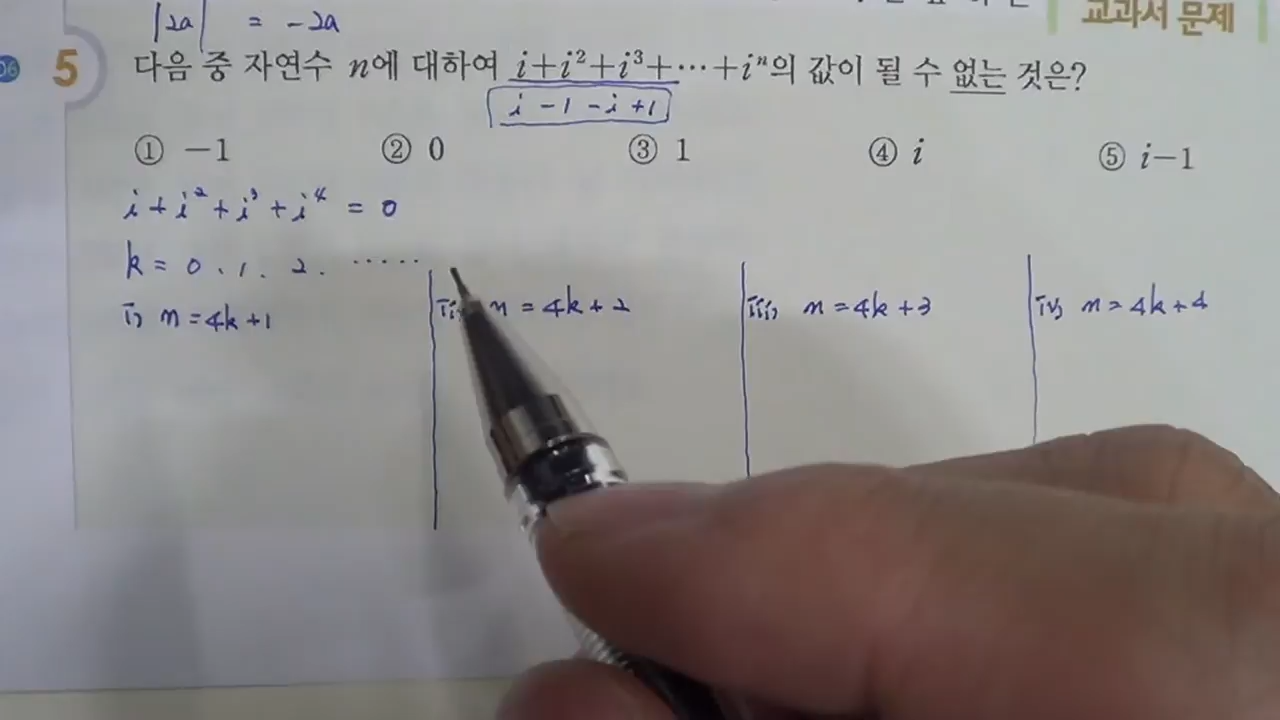 |2a| = -2a
교과서 문제
06
5 다음 중 자연수 n에 대하여 i+i²+i³+⋯+iⁿ의 값이 될 수 없는 것은?
i -1 -i +1
① -1 ② 0 ③ 1 ④ i ⑤ i-1
i + i² + i³ + i⁴ = 0
k = 0, 1, 2, ⋯⋯
i) n=4k+1 ii) n=4k+2 iii) n=4k+3 iv) n=4k+4